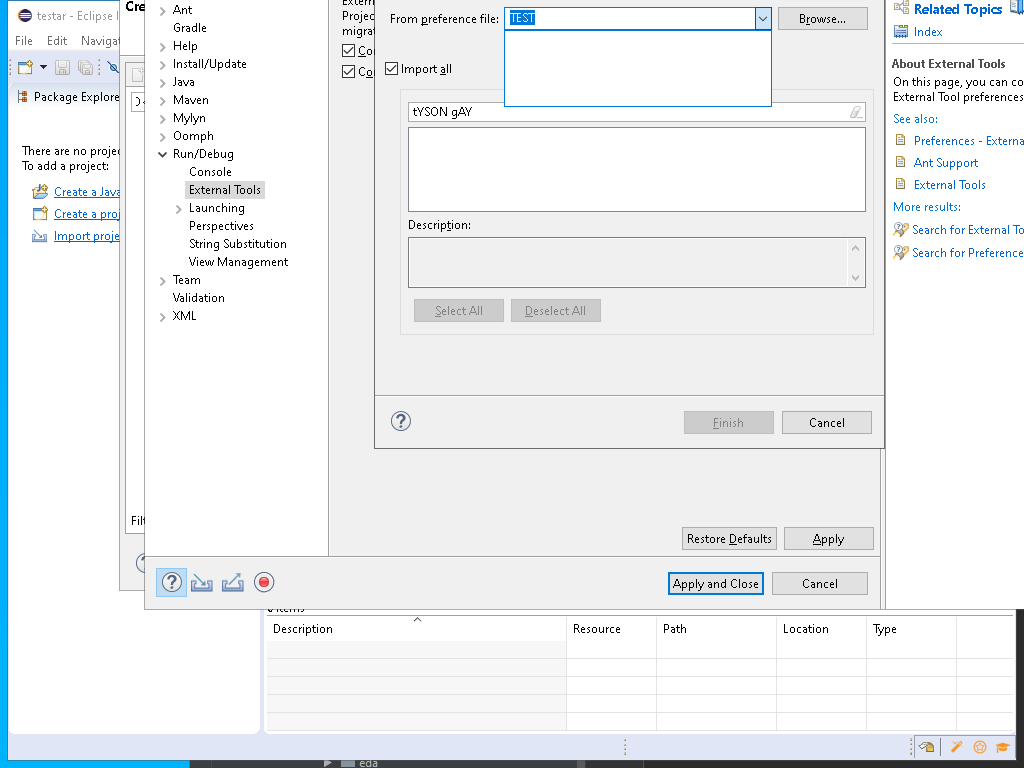 testar - Eclipse I
File Edit Navigat
Package Explore
There are no projec
To add a project:
Create a Java
Create a proj
Import proje
Cre
Filt
Ant
Gradle
Help
Install/Update
Java
Maven
Mylyn
Oomph
Run/Debug
Console
External Tools
Launching
Perspectives
String Substitution
View Management
Team
Validation
XML
Extern
Projec
migrat
Co
From preference file: TEST Browse...
Import all
tYSON gAY
Description:
Select All Deselect All
Finish Cancel
Restore Defaults Apply
Apply and Close Cancel
Related Topics
Index
About External Tools
On this page, you can co
External Tool preferences
See also:
Preferences - Externa
Ant Support
External Tools
More results:
Search for External To
Search for Preference
items
Description Resource Path Location Type
eda